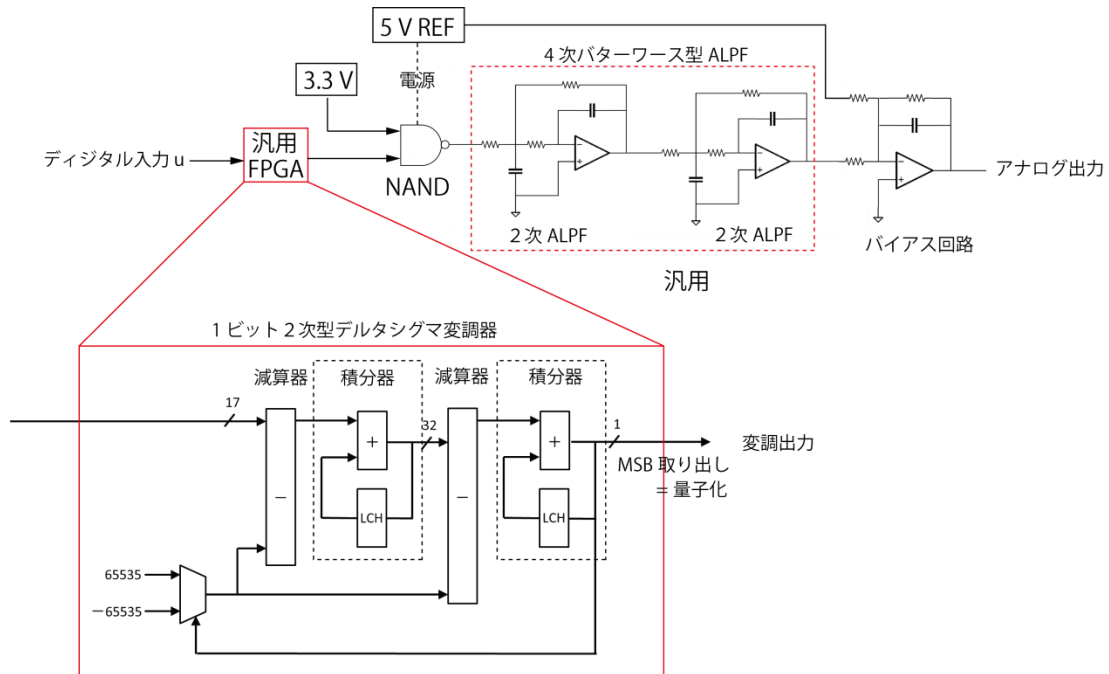 5 V REF
4 次バターワース型 ALPF
3.3 V
電源
汎用
FPGA
ディジタル入力 u
NAND
アナログ出力
2 次 ALPF
2 次 ALPF
バイアス回路
汎用
1 ビット 2 次型デルタシグマ変調器
減算器
積分器
減算器
積分器
17
32
1
+
+
変調出力
MSB 取り出し
= 量子化
−
−
LCH
LCH
65535
−65535